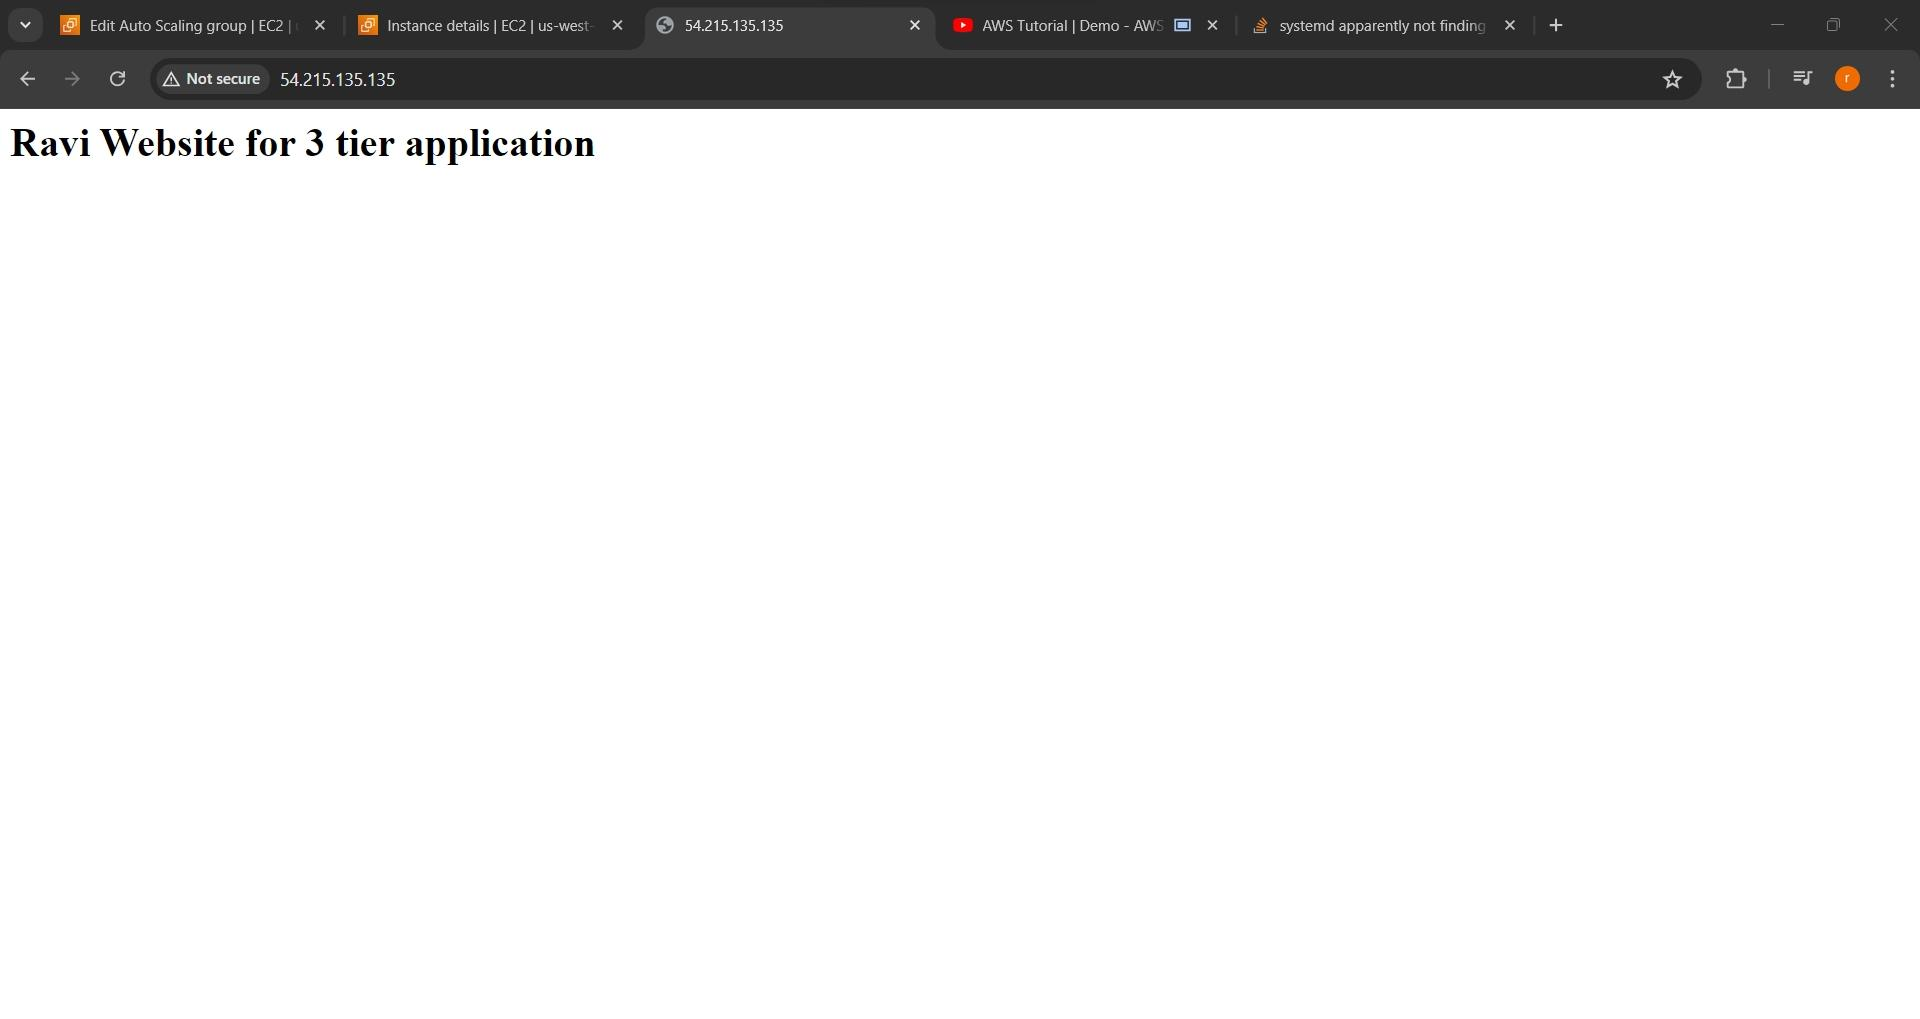 Edit Auto Scaling group | EC2 |
Instance details | EC2 | us-west-
54.215.135.135
AWS Tutorial | Demo - AWS
systemd apparently not finding
Not secure
54.215.135.135
r
Ravi Website for 3 tier application